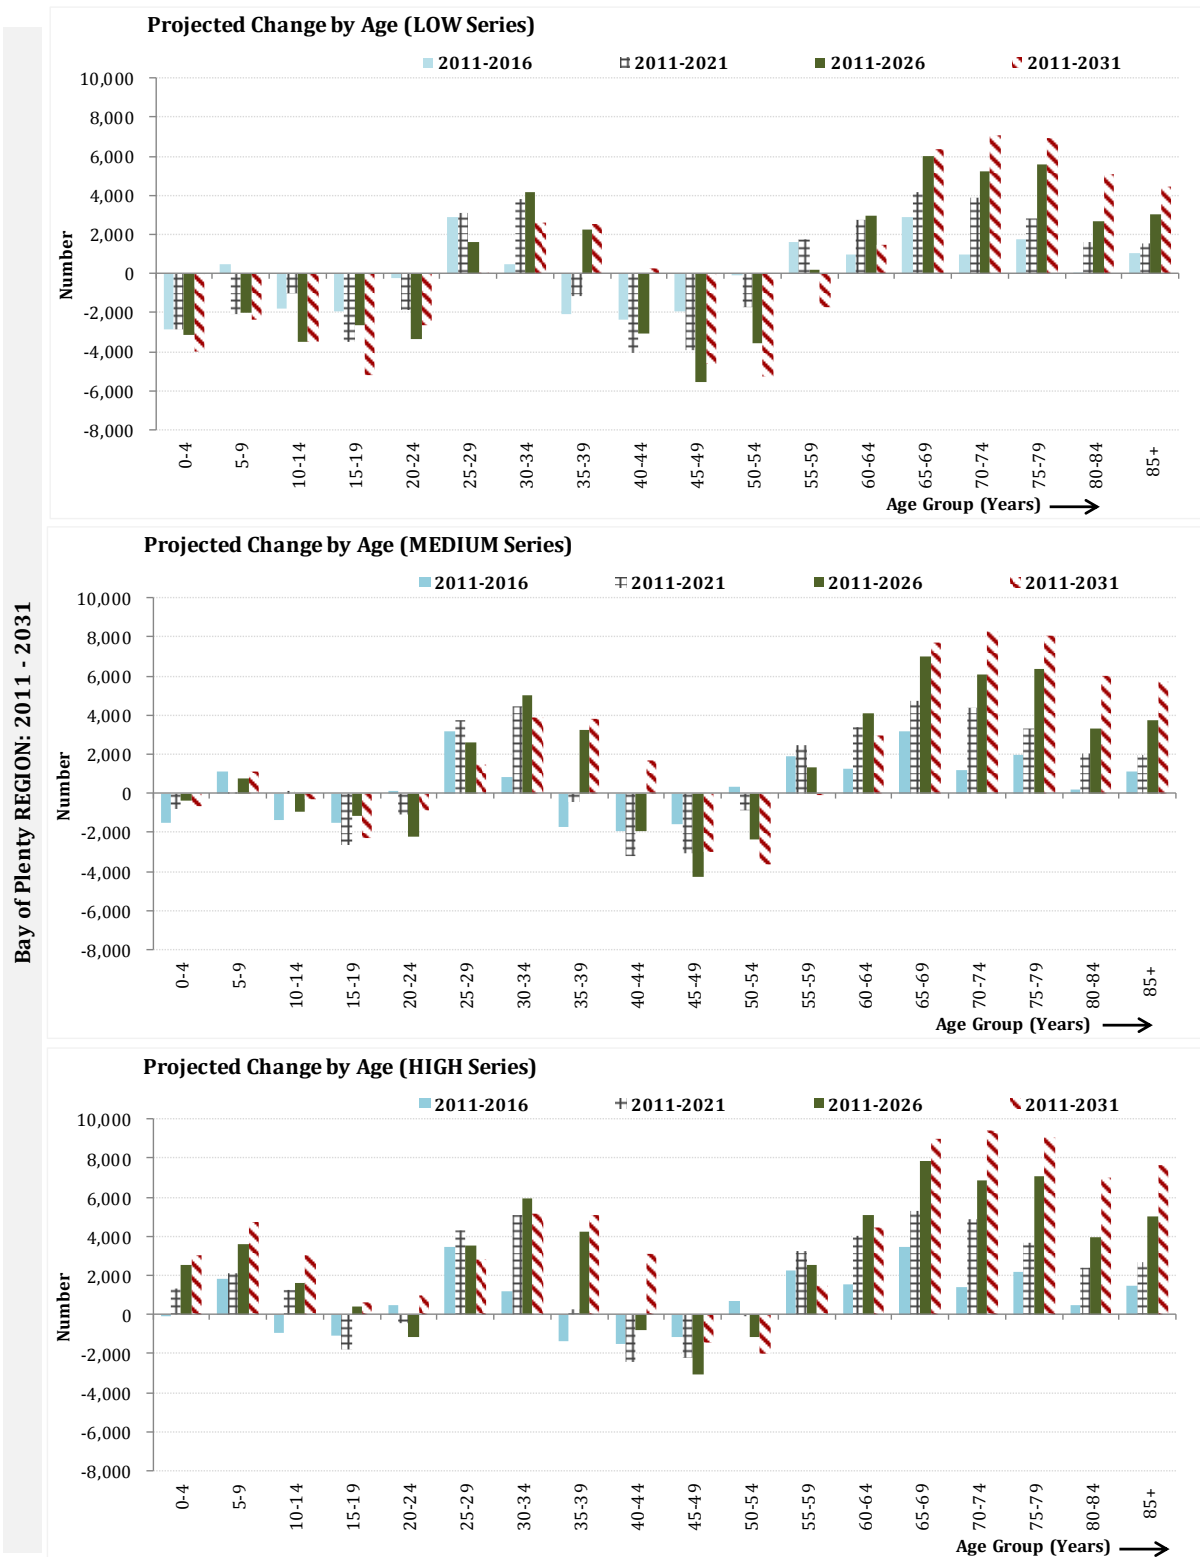 Bay of Plenty REGION: 2011 - 2031
Projected Change by Age (LOW Series)
2011-2016 2011-2021 2011-2026 2011-2031
10,000
8,000
6,000
4,000
2,000
0
-2,000
-4,000
-6,000
-8,000
Number
0-4 5-9 10-14 15-19 20-24 25-29 30-34 35-39 40-44 45-49 50-54 55-59 60-64 65-69 70-74 75-79 80-84 85+
Age Group (Years)
Projected Change by Age (MEDIUM Series)
2011-2016 2011-2021 2011-2026 2011-2031
10,000
8,000
6,000
4,000
2,000
0
-2,000
-4,000
-6,000
-8,000
Number
0-4 5-9 10-14 15-19 20-24 25-29 30-34 35-39 40-44 45-49 50-54 55-59 60-64 65-69 70-74 75-79 80-84 85+
Age Group (Years)
Projected Change by Age (HIGH Series)
2011-2016 2011-2021 2011-2026 2011-2031
10,000
8,000
6,000
4,000
2,000
0
-2,000
-4,000
-6,000
-8,000
Number
0-4 5-9 10-14 15-19 20-24 25-29 30-34 35-39 40-44 45-49 50-54 55-59 60-64 65-69 70-74 75-79 80-84 85+
Age Group (Years)